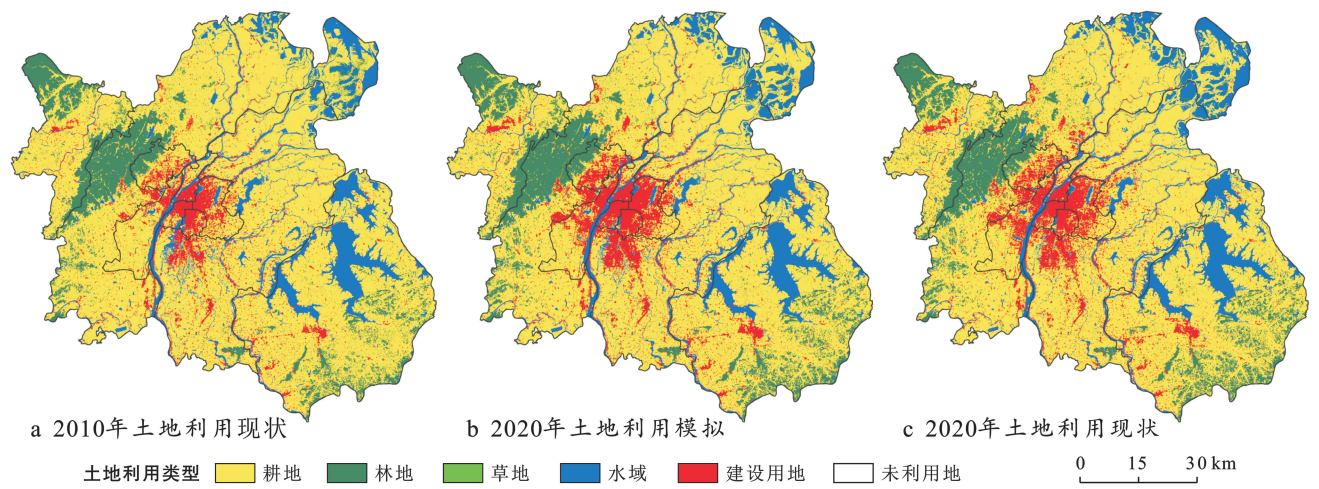 a 2010年土地利用现状
b 2020年土地利用模拟
c 2020年土地利用现状
土地利用类型 耕地 林地 草地 水域 建设用地 未利用地
0 15 30 km